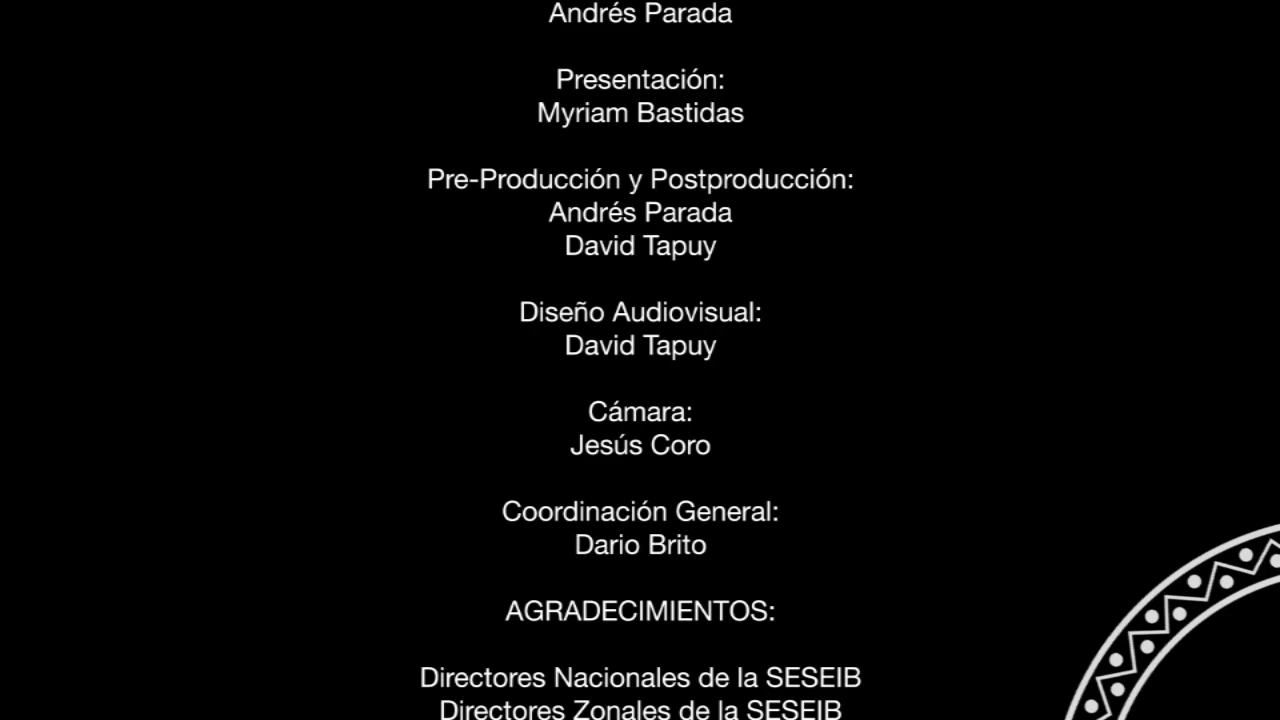 Andrés Parada
Presentación:
Myriam Bastidas
Pre-Producción y Postproducción:
Andrés Parada
David Tapuy
Diseño Audiovisual:
David Tapuy
Cámara:
Jesús Coro
Coordinación General:
Dario Brito
AGRADECIMIENTOS:
Directores Nacionales de la SESEIB
Directores Zonales de la SESEIB